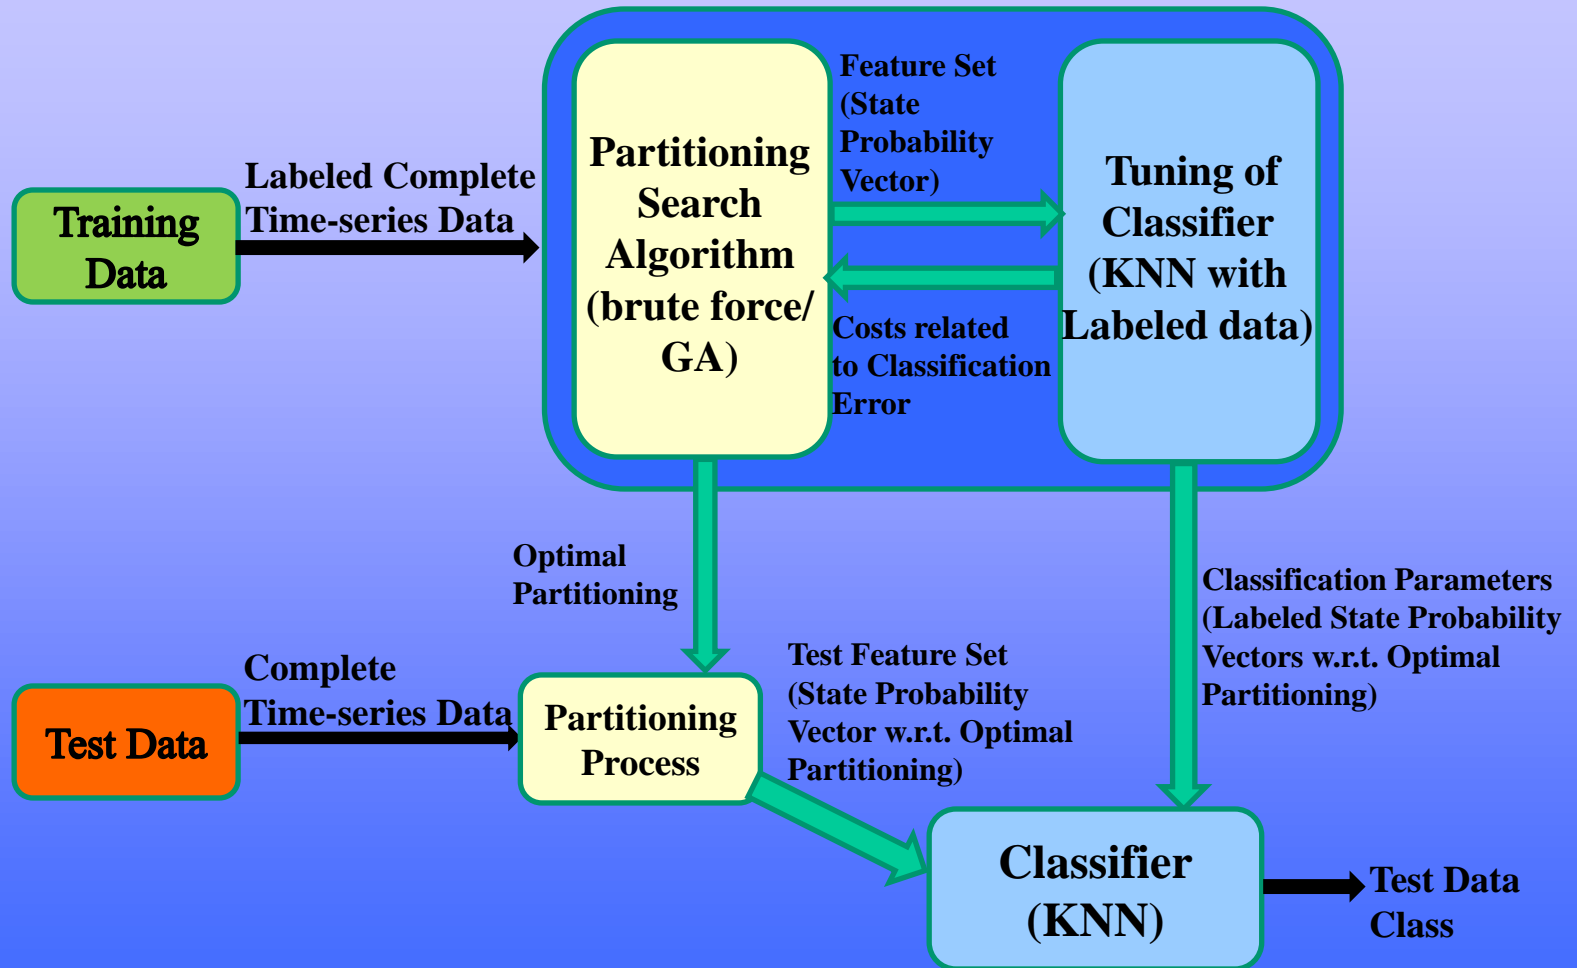 Training
Data
Labeled Complete
Time-series Data
Partitioning
Search
Algorithm
(brute force/
GA)
Feature Set
(State
Probability
Vector)
Costs related
to Classification
Error
Tuning of
Classifier
(KNN with
Labeled data)
Optimal
Partitioning
Classification Parameters
(Labeled State Probability
Vectors w.r.t. Optimal
Partitioning)
Test Data
Complete
Time-series Data
Partitioning
Process
Test Feature Set
(State Probability
Vector w.r.t. Optimal
Partitioning)
Classifier
(KNN)
Test Data
Class